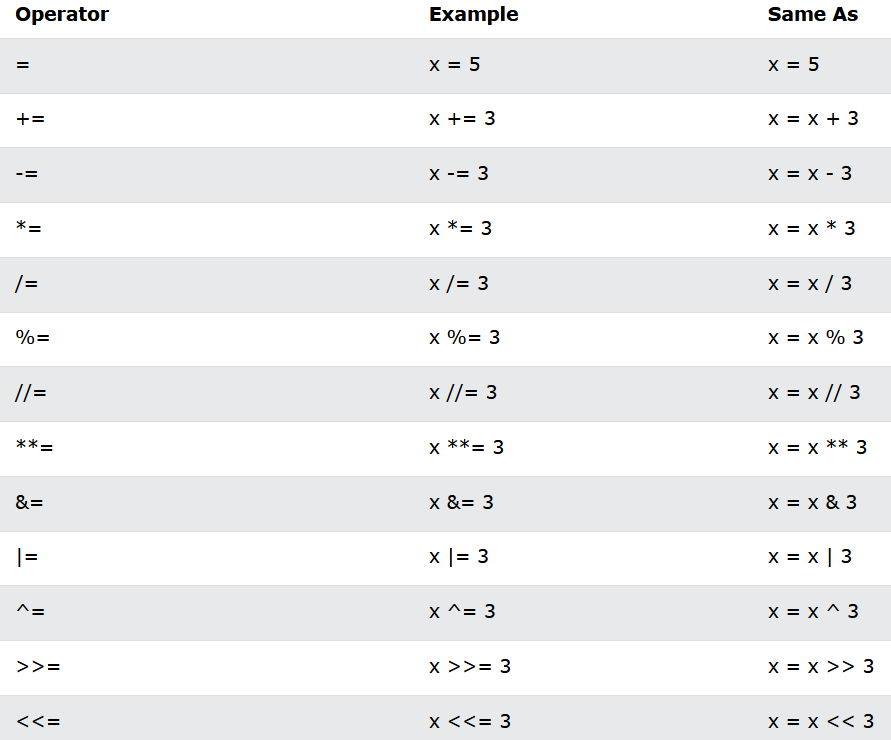 Operator Example Same As
= x = 5 x = 5
+= x += 3 x = x + 3
-= x -= 3 x = x - 3
*= x *= 3 x = x * 3
/= x /= 3 x = x / 3
%= x %= 3 x = x % 3
//= x //= 3 x = x // 3
**= x **= 3 x = x ** 3
&= x &= 3 x = x & 3
|= x |= 3 x = x | 3
^= x ^= 3 x = x ^ 3
>>= x >>= 3 x = x >> 3
<<= x <<= 3 x = x << 3